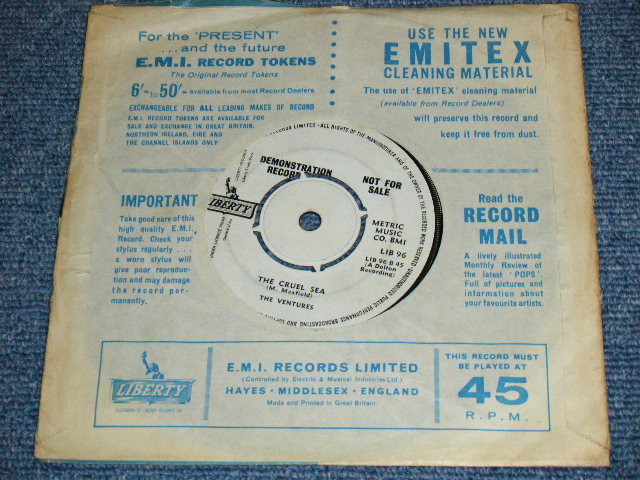 For the 'PRESENT'
...and the future
E.M.I. RECORD TOKENS
The Original Record Tokens
6/- to 50/- available from most Record Dealers
EXCHANGEABLE FOR ALL LEADING MAKES OF RECORD
E.M.I. RECORD TOKENS ARE AVAILABLE FOR
SALE AND EXCHANGE IN GREAT BRITAIN,
NORTHERN IRELAND, EIRE AND
THE CHANNEL ISLANDS ONLY
USE THE NEW
EMITEX
CLEANING MATERIAL
The use of 'EMITEX' cleaning material
(available from Record Dealers)
will preserve this record and
keep it free from dust.
IMPORTANT
Take good care of this
high quality E.M.I.
Record. Check your
stylus regularly ...
a worn stylus will
give poor reproduc-
tion and may damage
the record per-
manently.
DEMONSTRATION
RECORD
NOT FOR
SALE
LIBERTY
METRIC
MUSIC
CO. BMI
LIB 96
LIB 96 B 45
(A Dolton
Recording)
THE CRUEL SEA
(M. Maxfield)
THE VENTURES
Read the
RECORD
MAIL
A lively illustrated
Monthly Review of
the latest 'POPS'.
Full of pictures and
information about
your favourite artists.
LIBERTY
E.M.I. RECORDS LIMITED
(Controlled by Electric & Musical Industries Ltd.)
HAYES • MIDDLESEX • ENGLAND
Made and Printed in Great Britain
THIS RECORD MUST
BE PLAYED AT
45
R.P.M.